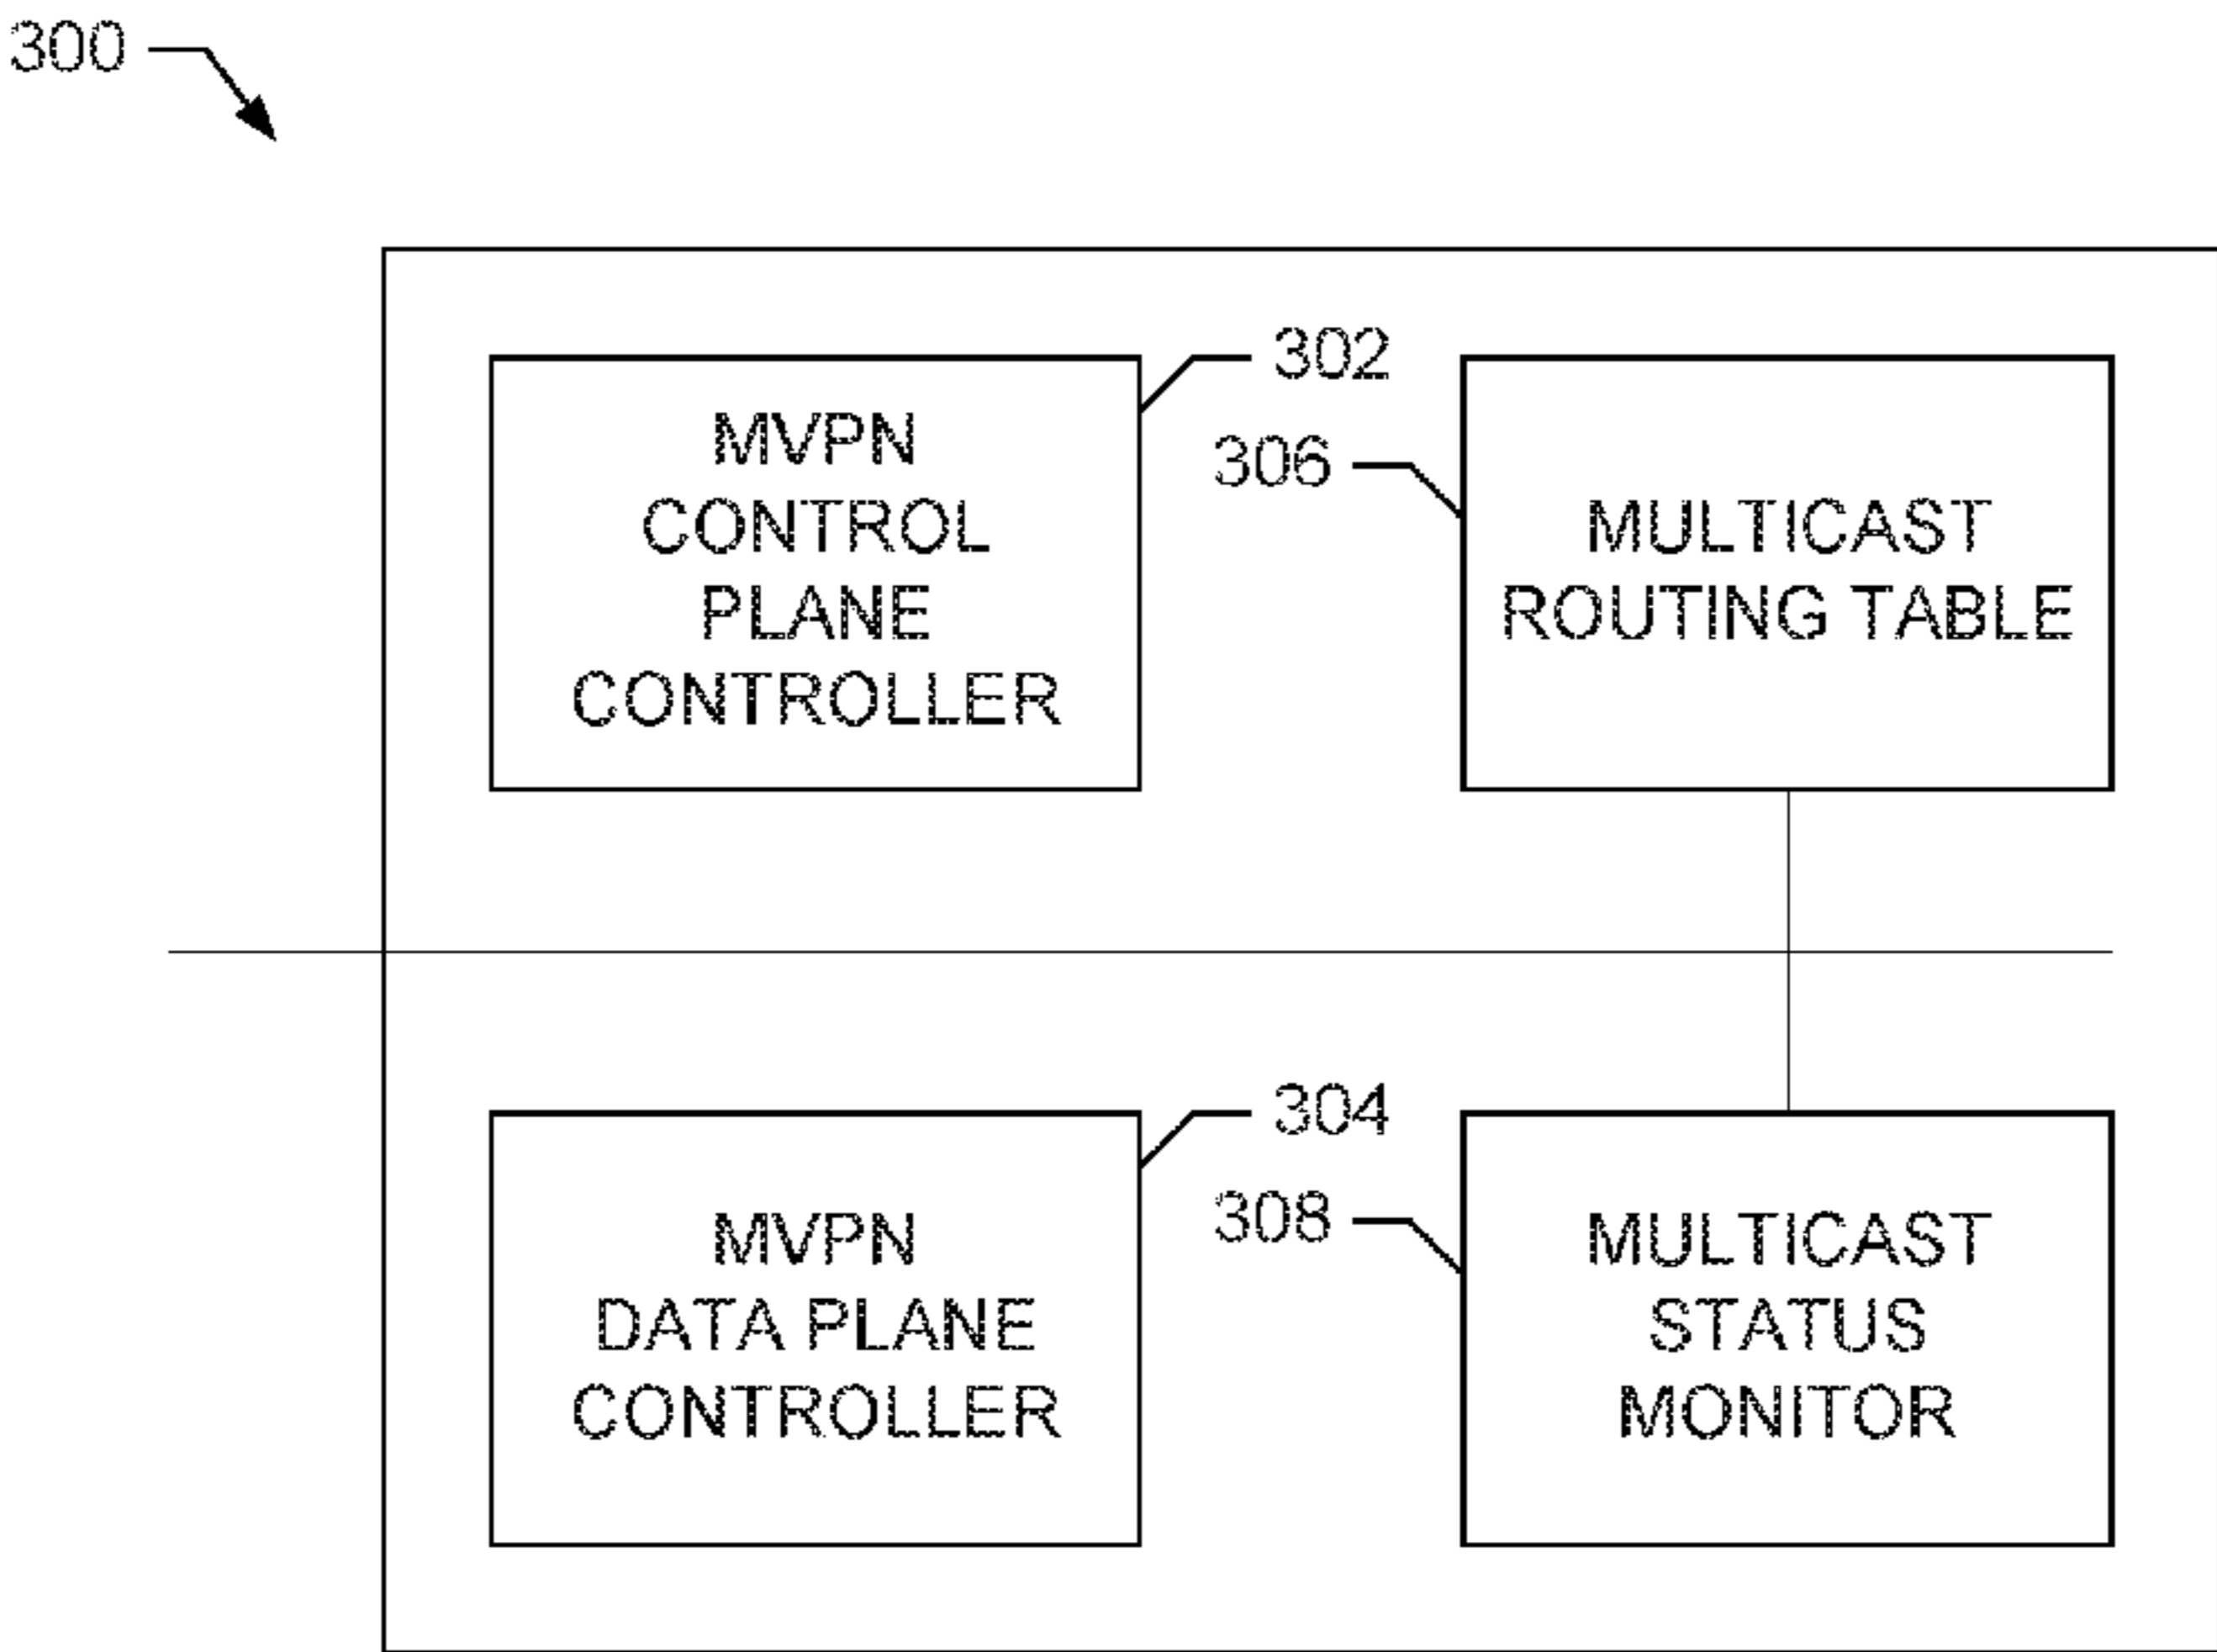 300
302
MVPN
CONTROL
PLANE
CONTROLLER
306
MULTICAST
ROUTING TABLE
304
MVPN
DATA PLANE
CONTROLLER
308
MULTICAST
STATUS
MONITOR